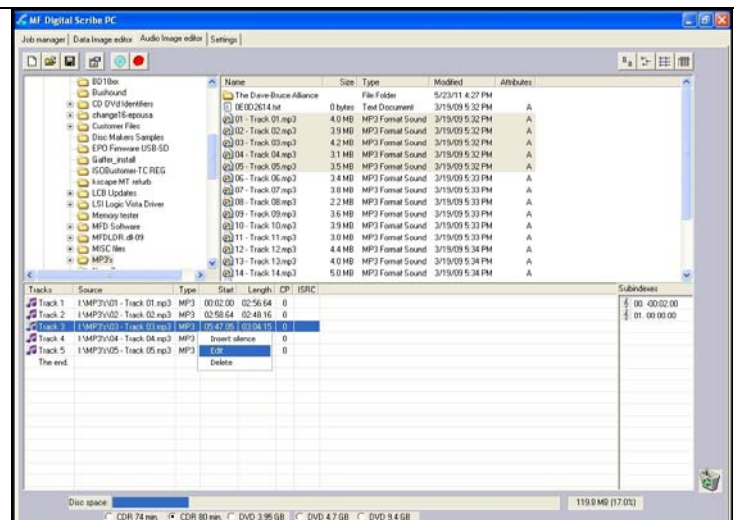 MF Digital Scribe PC
Job manager Data Image editor Audio Image editor Settings
BD1Box
Bushound
CD DVd Identifiers
change16-epousa
Customer Files
Disc Makers Samples
EPO Firmware USB-SD
Gaffer_install
ISOBustomer-TC REG
kscape MT refurb
LCB Updates
LSI Logic Vista Driver
Memory tester
MFD Software
MFDLDR.dl-09
MISC files
MP3's
Name Size Type Modified Attributes
The Dave-Bruce Alliance File Folder 5/23/11 4:27 PM
DE0D2614.txt 0 bytes Text Document 3/19/09 5:32 PM A
01 - Track 01.mp3 4.0 MB MP3 Format Sound 3/19/09 5:32 PM A
02 - Track 02.mp3 3.9 MB MP3 Format Sound 3/19/09 5:32 PM A
03 - Track 03.mp3 4.2 MB MP3 Format Sound 3/19/09 5:32 PM A
04 - Track 04.mp3 3.1 MB MP3 Format Sound 3/19/09 5:32 PM A
05 - Track 05.mp3 3.5 MB MP3 Format Sound 3/19/09 5:32 PM A
06 - Track 06.mp3 3.4 MB MP3 Format Sound 3/19/09 5:33 PM A
07 - Track 07.mp3 3.8 MB MP3 Format Sound 3/19/09 5:33 PM A
08 - Track 08.mp3 2.2 MB MP3 Format Sound 3/19/09 5:33 PM A
09 - Track 09.mp3 3.6 MB MP3 Format Sound 3/19/09 5:33 PM A
10 - Track 10.mp3 3.9 MB MP3 Format Sound 3/19/09 5:33 PM A
11 - Track 11.mp3 3.0 MB MP3 Format Sound 3/19/09 5:33 PM A
12 - Track 12.mp3 4.4 MB MP3 Format Sound 3/19/09 5:34 PM A
13 - Track 13.mp3 4.0 MB MP3 Format Sound 3/19/09 5:34 PM A
14 - Track 14.mp3 5.0 MB MP3 Format Sound 3/19/09 5:34 PM A
Tracks Source Type Start Length CP ISRC Subindexes
Track 1 I:\MP3's\01 - Track 01.mp3 MP3 00:02.00 02:56.64 0
Track 2 I:\MP3's\02 - Track 02.mp3 MP3 02:58.64 02:48.16 0
Track 3 I:\MP3's\03 - Track 03.mp3 MP3 05:47.05 03:04.15 0
Track 4 I:\MP3's\04 - Track 04.mp3 MP3 0
Track 5 I:\MP3's\05 - Track 05.mp3 MP3 0
The end.
Insert silence
Edit
Delete
00. -00:02.00
01. 00:00.00
Disc space: 119.9 MB (17.0%)
CDR 74 min. CDR 80 min. DVD 3.95 GB DVD 4.7 GB DVD 9.4 GB